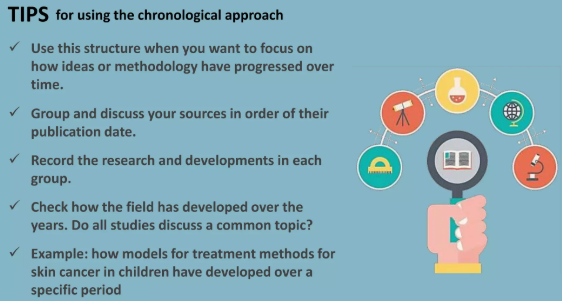 TIPS for using the chronological approach
✓ Use this structure when you want to focus on
how ideas or methodology have progressed over
time.
✓ Group and discuss your sources in order of their
publication date.
✓ Record the research and developments in each
group.
✓ Check how the field has developed over the
years. Do all studies discuss a common topic?
✓ Example: how models for treatment methods for
skin cancer in children have developed over a
specific period